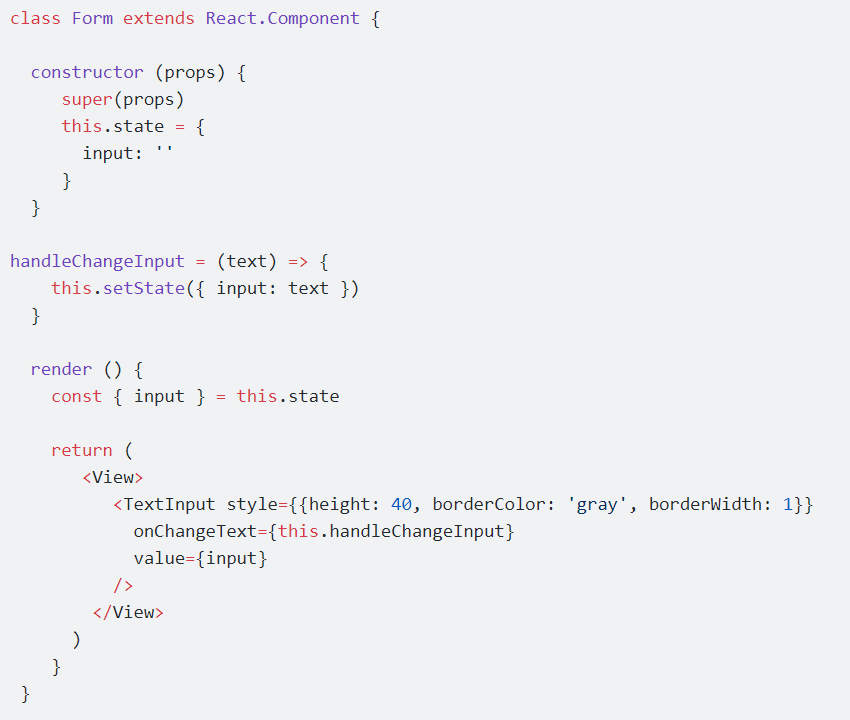 class Form extends React.Component {
constructor (props) {
super(props)
this.state = {
input: ''
}
}
handleChangeInput = (text) => {
this.setState({ input: text })
}
render () {
const { input } = this.state
return (
<View>
<TextInput style={{height: 40, borderColor: 'gray', borderWidth: 1}}
onChangeText={this.handleChangeInput}
value={input}
/>
</View>
)
}
}